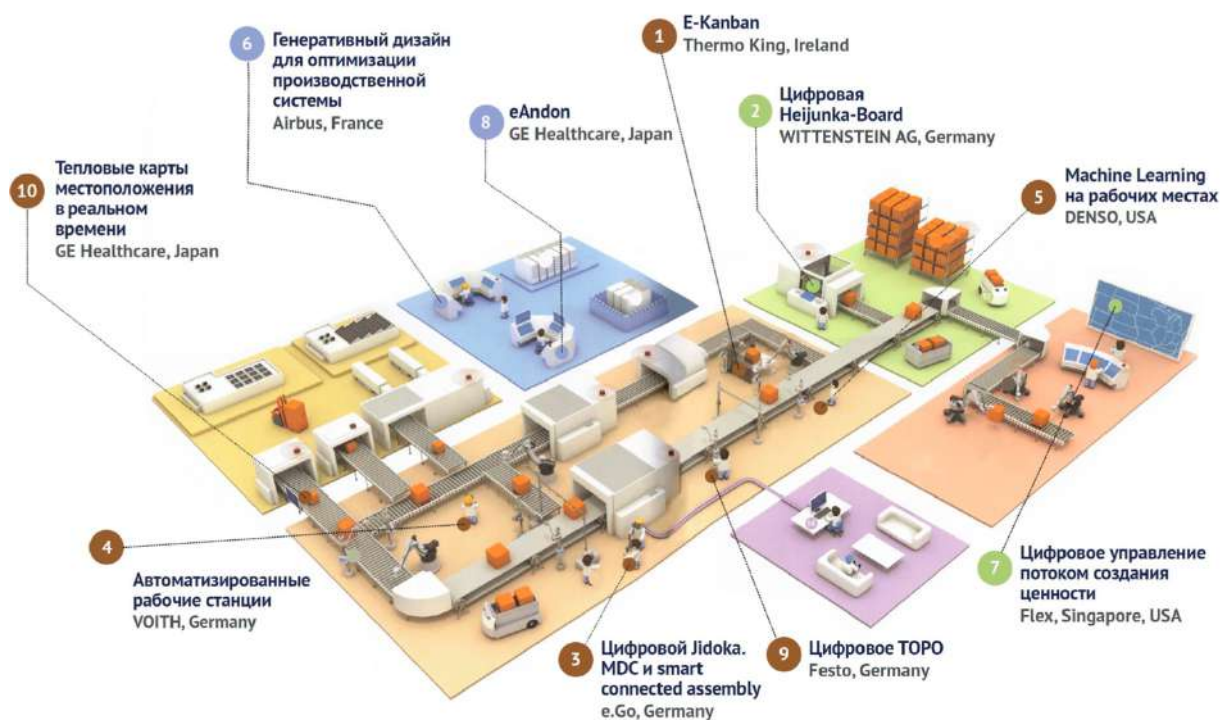 6
Генеративный дизайн
для оптимизации
производственной
системы
Airbus, France
1
E-Kanban
Thermo King, Ireland
8
eAndon
GE Healthcare, Japan
2
Цифровая
Heijunka-Board
WITTENSTEIN AG, Germany
10
Тепловые карты
местоположения
в реальном
времени
GE Healthcare, Japan
5
Machine Learning
на рабочих местах
DENSO, USA
4
Автоматизированные
рабочие станции
VOITH, Germany
3
Цифровой Jidoka.
MDC и smart
connected assembly
e.Go, Germany
9
Цифровое ТОРО
Festo, Germany
7
Цифровое управление
потоком создания
ценности
Flex, Singapore, USA